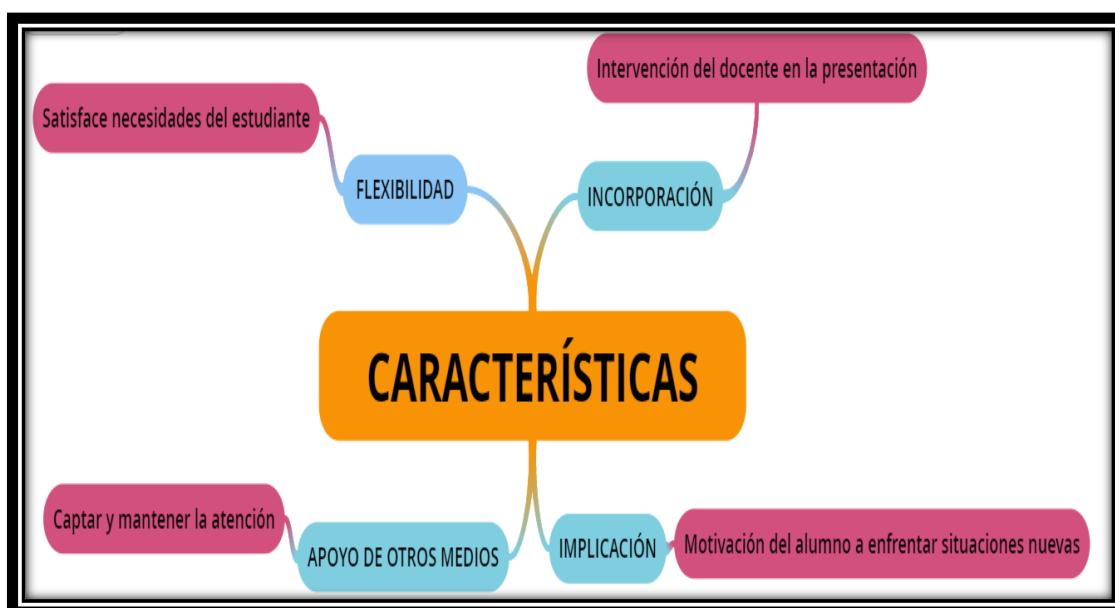 Intervención del docente en la presentación
Satisface necesidades del estudiante
FLEXIBILIDAD
INCORPORACIÓN
CARACTERÍSTICAS
Captar y mantener la atención
APOYO DE OTROS MEDIOS
IMPLICACIÓN
Motivación del alumno a enfrentar situaciones nuevas